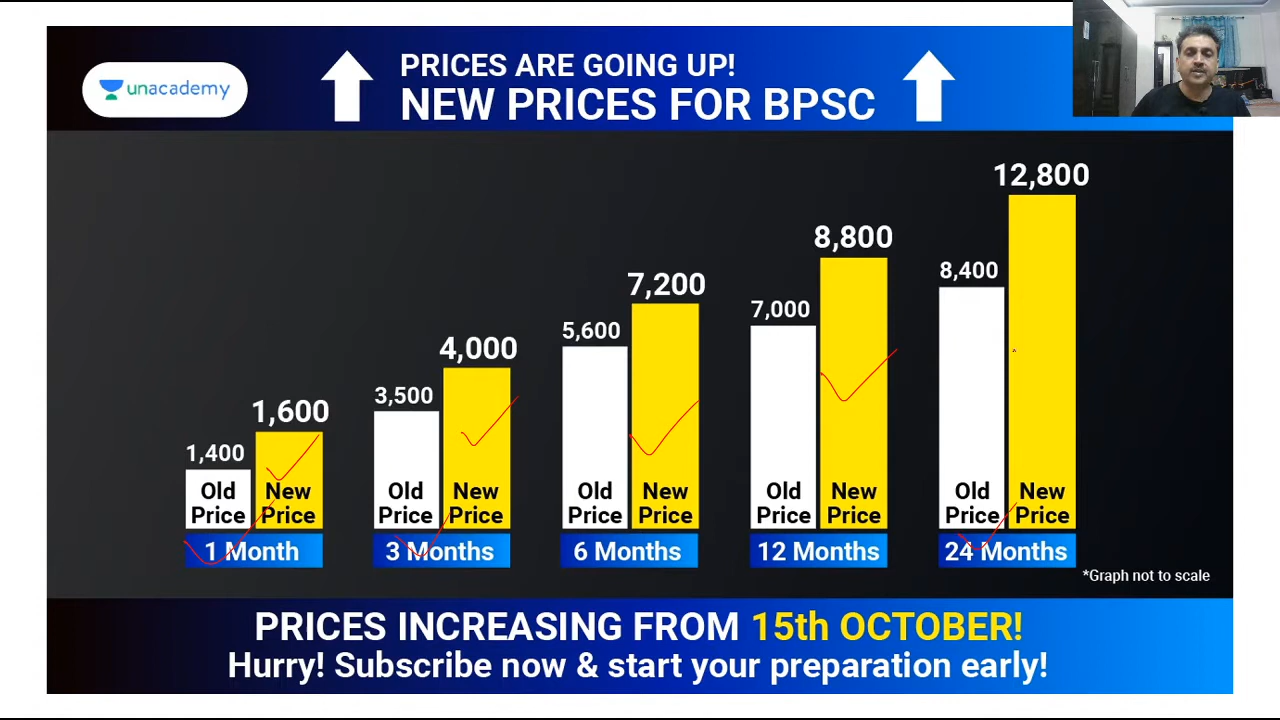 unacademy
PRICES ARE GOING UP!
NEW PRICES FOR BPSC
1,400
1,600
Old Price
New Price
1 Month
3,500
4,000
Old Price
New Price
3 Months
5,600
7,200
Old Price
New Price
6 Months
7,000
8,800
Old Price
New Price
12 Months
8,400
12,800
Old Price
New Price
24 Months
*Graph not to scale
PRICES INCREASING FROM 15th OCTOBER!
Hurry! Subscribe now & start your preparation early!